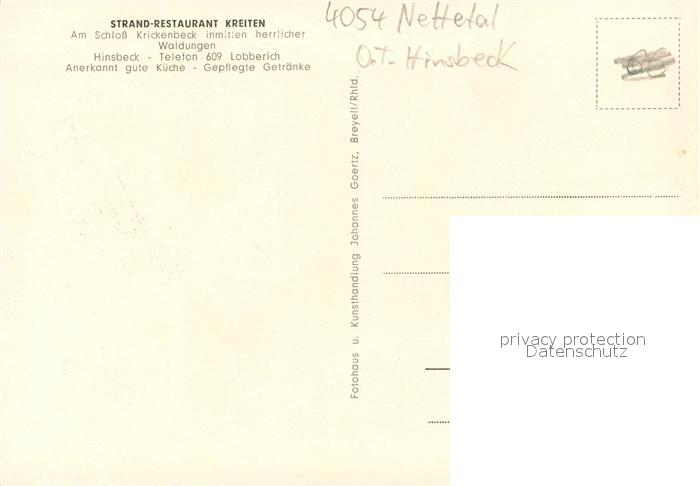 STRAND-RESTAURANT KREITEN
Am Schloß Krickenbeck inmitten herrlicher
Waldungen
Hinsbeck - Telefon 609 Lobberich
Anerkannt gute Küche - Gepflegte Getränke
4054 Nettetal
O.T. Hinsbeck
Fotohaus u. Kunsthandlung Johannes Goertz, Breyell/Rhld.
privacy protection
Datenschutz